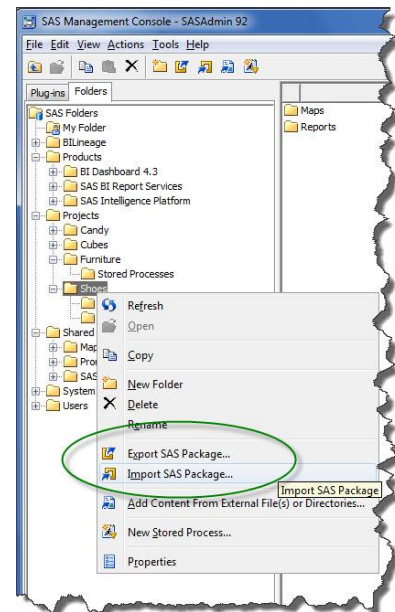 SAS Management Console - SASAdmin 92
File Edit View Actions Tools Help
Plug-ins Folders
SAS Folders
My Folder
BILineage
Products
BI Dashboard 4.3
SAS BI Report Services
SAS Intelligence Platform
Projects
Candy
Cubes
Furniture
Stored Processes
Shoes
Shared
Map
Pro
SAS
System
Users
Maps
Reports
Refresh
Open
Copy
New Folder
Delete
Rename
Export SAS Package...
Import SAS Package...
Import SAS Package
Add Content From External File(s) or Directories...
New Stored Process...
Properties